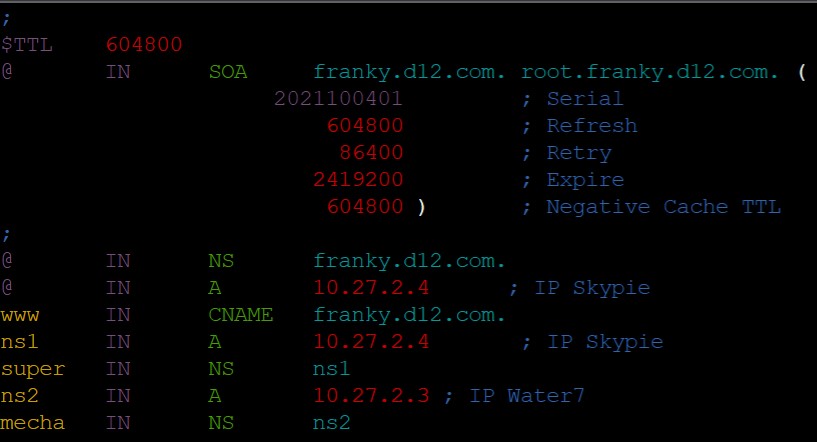 ;
$TTL    604800
@       IN      SOA     franky.d12.com. root.franky.d12.com. (
                     2021100401         ; Serial
                         604800         ; Refresh
                          86400         ; Retry
                        2419200         ; Expire
                         604800 )       ; Negative Cache TTL
;
@       IN      NS      franky.d12.com.
@       IN      A       10.27.2.4      ; IP Skypie
www     IN      CNAME   franky.d12.com.
ns1     IN      A       10.27.2.4       ; IP Skypie
super   IN      NS      ns1
ns2     IN      A       10.27.2.3 ; IP Water7
mecha   IN      NS      ns2